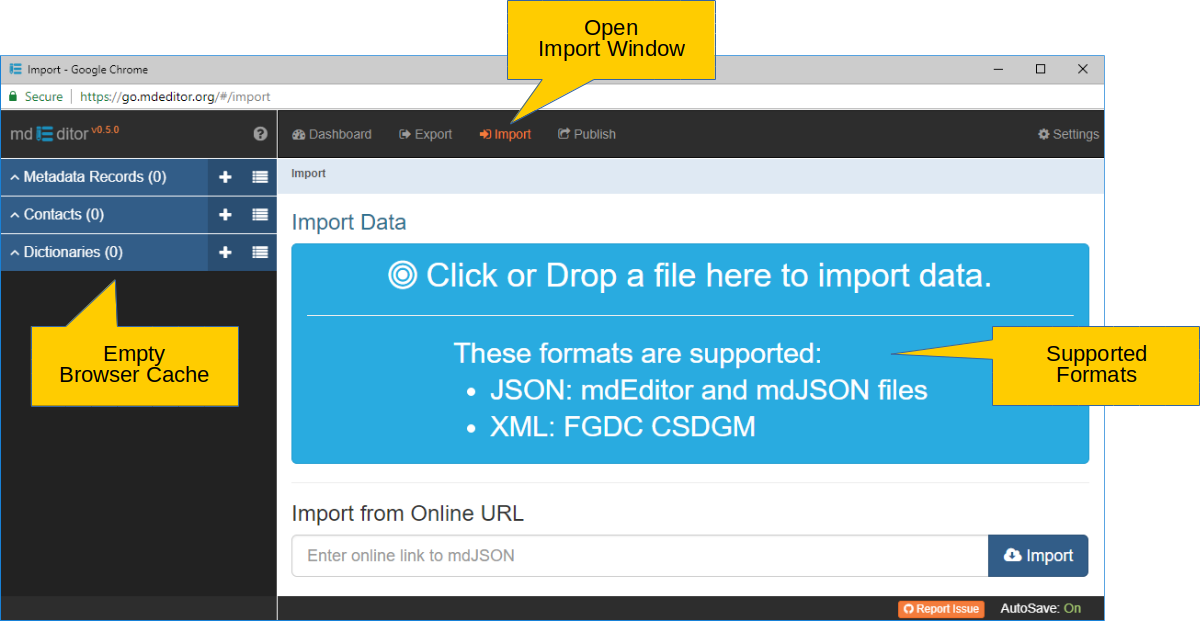 Open
Import Window
Import - Google Chrome
Secure | https://go.mdeditor.org/#/import
md ditor v0.5.0
Dashboard Export Import Publish Settings
Metadata Records (0)
Contacts (0)
Dictionaries (0)
Import
Import Data
Click or Drop a file here to import data.
These formats are supported:
• JSON: mdEditor and mdJSON files
• XML: FGDC CSDGM
Empty
Browser Cache
Supported
Formats
Import from Online URL
Enter online link to mdJSON
Import
Report Issue AutoSave: On